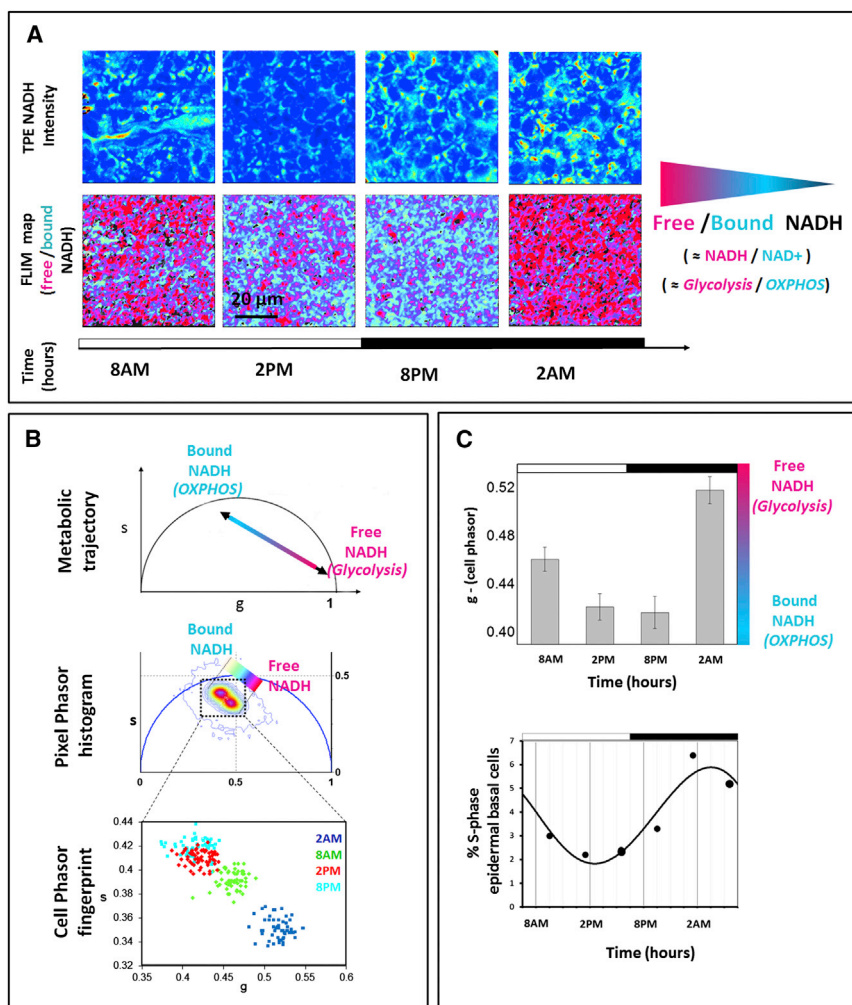 A
TPE NADH
Intensity
FLIM map
(free /bound
NADH)
20 µm
Time
(hours)
8AM
2PM
8PM
2AM
Free /Bound NADH
( ≈ NADH / NAD+ )
( ≈ Glycolysis / OXPHOS)
B
Metabolic
trajectory
Bound
NADH
(OXPHOS)
s
Free
NADH
(Glycolysis)
g
1
Pixel Phasor
histogram
Bound
NADH
Free
NADH
0.5
s
0
0
0.5
1
Cell Phasor
fingerprint
0.44
0.42
0.4
s
0.38
0.36
0.34
0.32
2AM
8AM
2PM
8PM
0.35
0.4
0.45
0.5
0.55
0.6
g
C
g - (cell phasor)
0.52
0.48
0.44
0.40
Free
NADH
(Glycolysis)
Bound
NADH
(OXPHOS)
8AM
2PM
8PM
2AM
Time (hours)
% S-phase
epidermal basal cells
7
6
5
4
3
2
1
0
8AM
2PM
8PM
2AM
Time (hours)